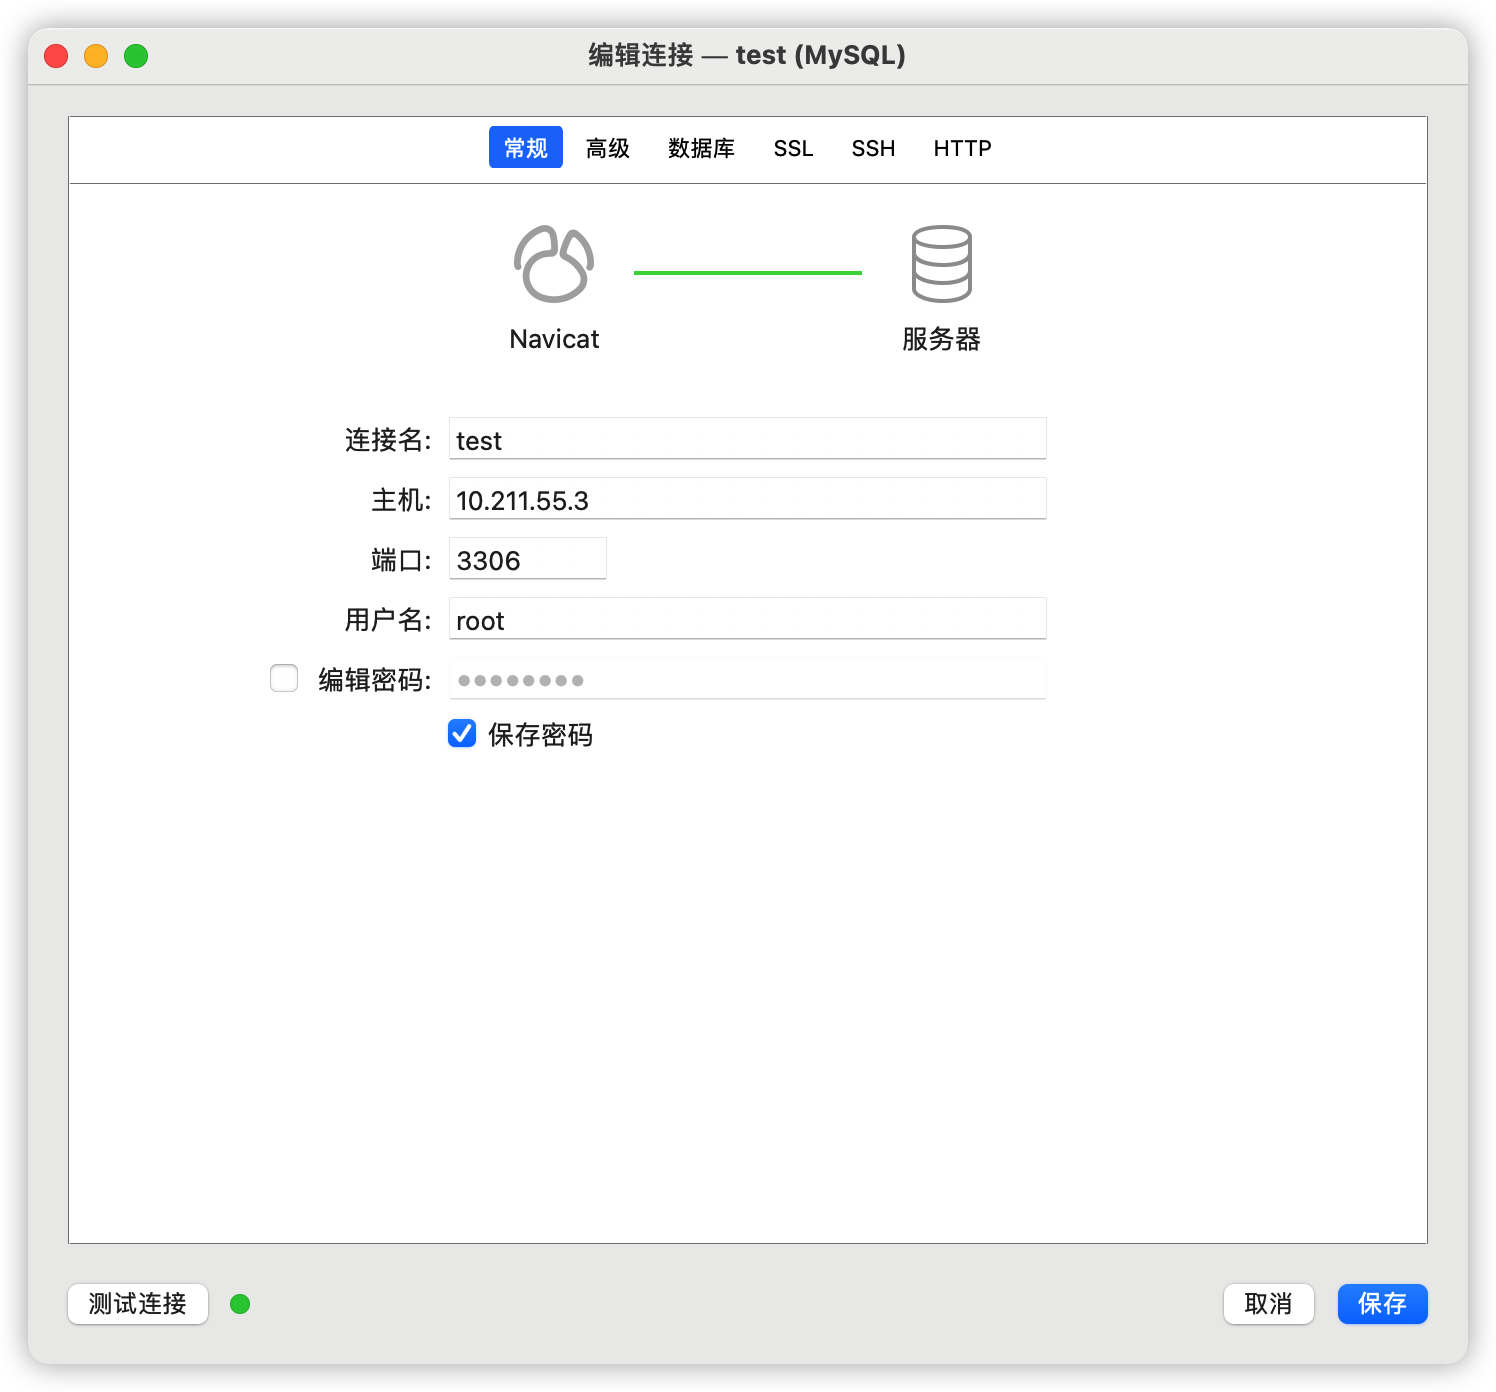 编辑连接 — test (MySQL)
常规 高级 数据库 SSL SSH HTTP
Navicat 服务器
连接名: test
主机: 10.211.55.3
端口: 3306
用户名: root
编辑密码: ●●●●●●●●
保存密码
测试连接 取消 保存